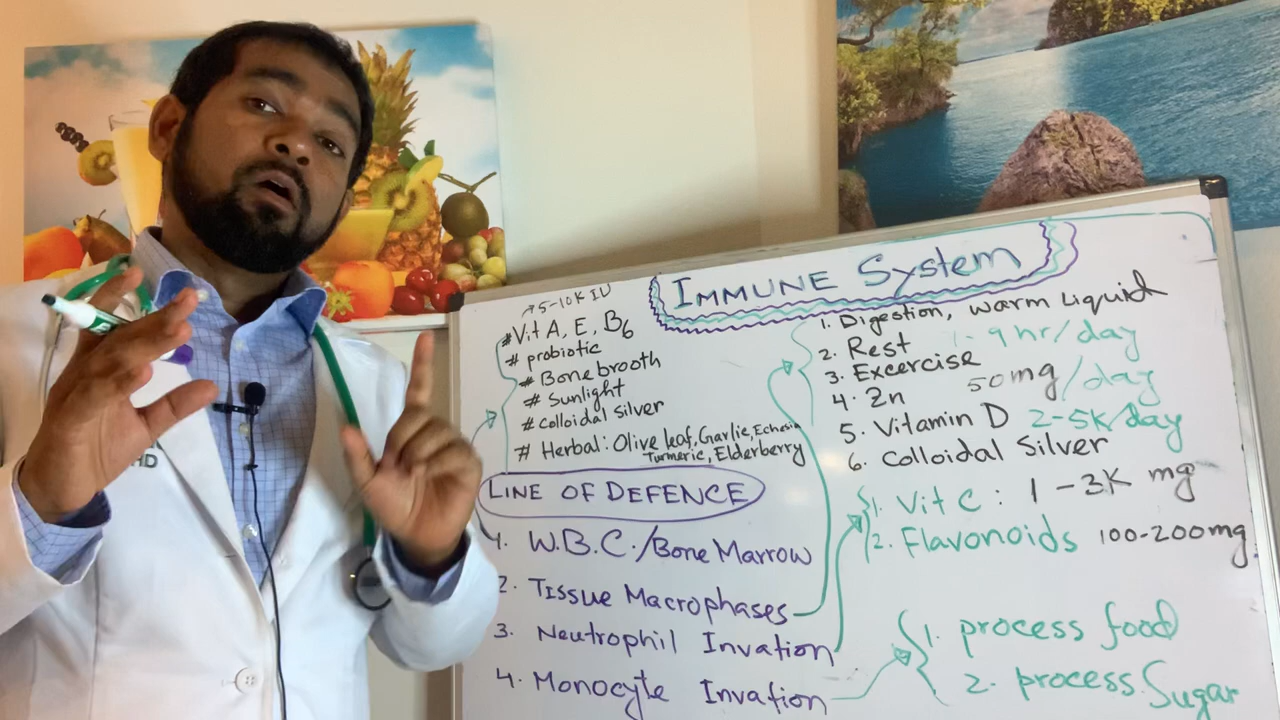 IMMUNE System
→ 5-10K IU
# Vit A, E, B6
# probiotic
# Bone brooth
# Sunlight
# Colloidal Silver
# Herbal: Olive leaf, Garlic,
Turmeric, Elderberry
1. Digestion, warm Liquid
2. Rest 9 hr/day
3. Excercise
4. Zn 50mg/day
5. Vitamin D 2-5K/day
6. Colloidal Silver
1. Vit C: 1-3K mg
2. Flavonoids 100-200mg
LINE OF DEFENCE
1. W.B.C./Bone Marrow
2. Tissue Macrophases
3. Neutrophil Invation
4. Monocyte Invation
1. process food
2. process Sugar
HD